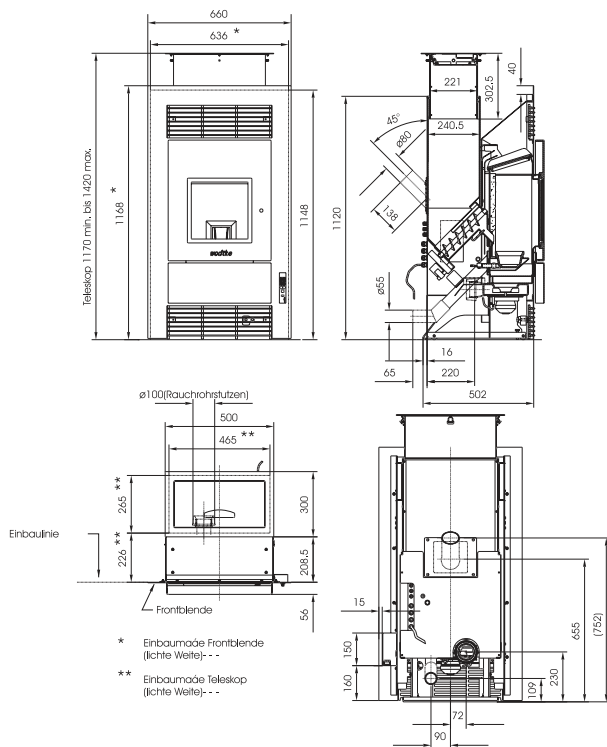 660
636 *
Teleskop 1170 min. bis 1420 max.
1168 *
1148
wodtke
221
302.5
40
240.5
45°
ø80
138
1120
ø55
16
65
220
502
ø100(Rauchrohrstutzen)
500
465 **
265 **
226 **
300
208.5
56
Einbaulinie
Frontblende
* Einbaumaáe Frontblende
(lichte Weite)- - -
** Einbaumaáe Teleskop
(lichte Weite)- - -
15
150
160
655
(752)
230
109
72
90